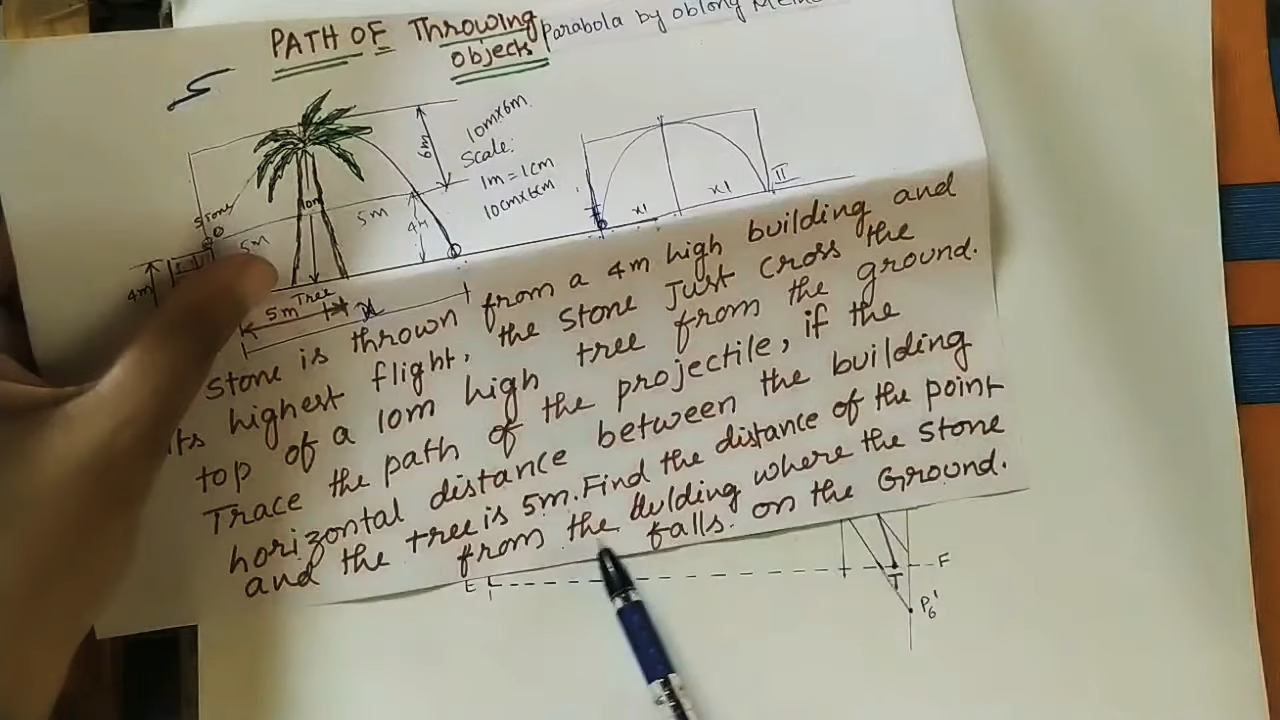 PATH OF Throwing Objects
Parabola by Oblong
S
10m×6m
Scale:
1m = 1cm
10cm×6cm
6m
4M
5m
5m
Stone
10m
4m
Tree
5m
x
x1
x1
I
II
Stone is thrown from a 4m high building and
its highest flight, the stone Just cross the
top of a 10m high tree from the ground.
Trace the path of the projectile, if the
horizontal distance between the building
and the tree is 5m. Find the distance of the point
from the where the stone
falls. on the Ground.
E
T
F
P6'